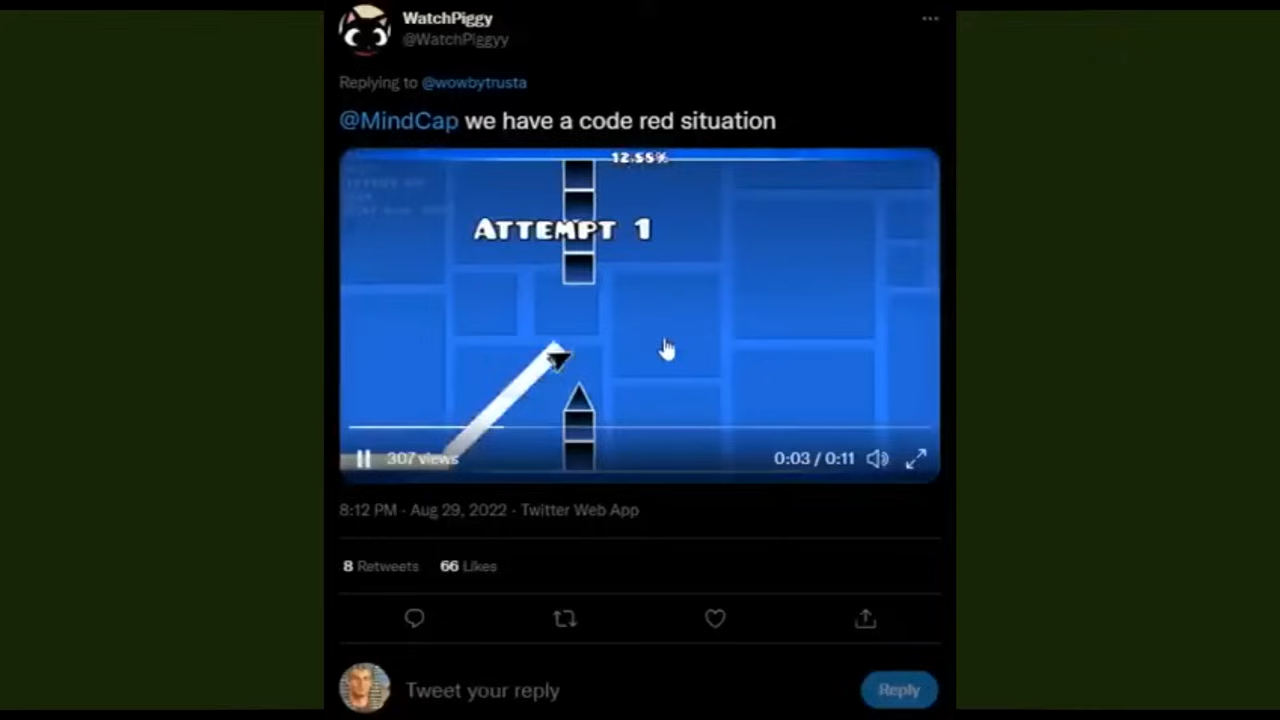 WatchPiggy
@WatchPiggyy
Replying to @wowbytrusta
@MindCap we have a code red situation
12.58%
ATTEMPT 1
307 views
0:03 / 0:11
8:12 PM · Aug 29, 2022 · Twitter Web App
8 Retweets 66 Likes
Tweet your reply
Reply